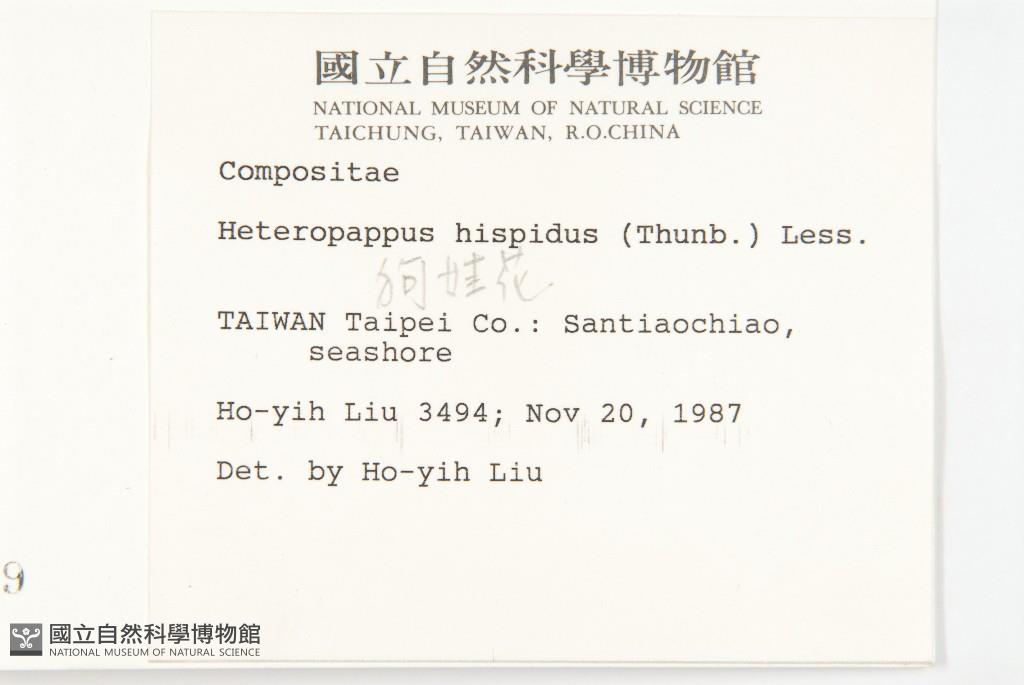 國立自然科學博物館
NATIONAL MUSEUM OF NATURAL SCIENCE
TAICHUNG, TAIWAN, R.O.CHINA
Compositae
Heteropappus hispidus (Thunb.) Less.
狗娃花
TAIWAN Taipei Co.: Santiaochiao,
seashore
Ho-yih Liu 3494; Nov 20, 1987
Det. by Ho-yih Liu
9
國立自然科學博物館
NATIONAL MUSEUM OF NATURAL SCIENCE